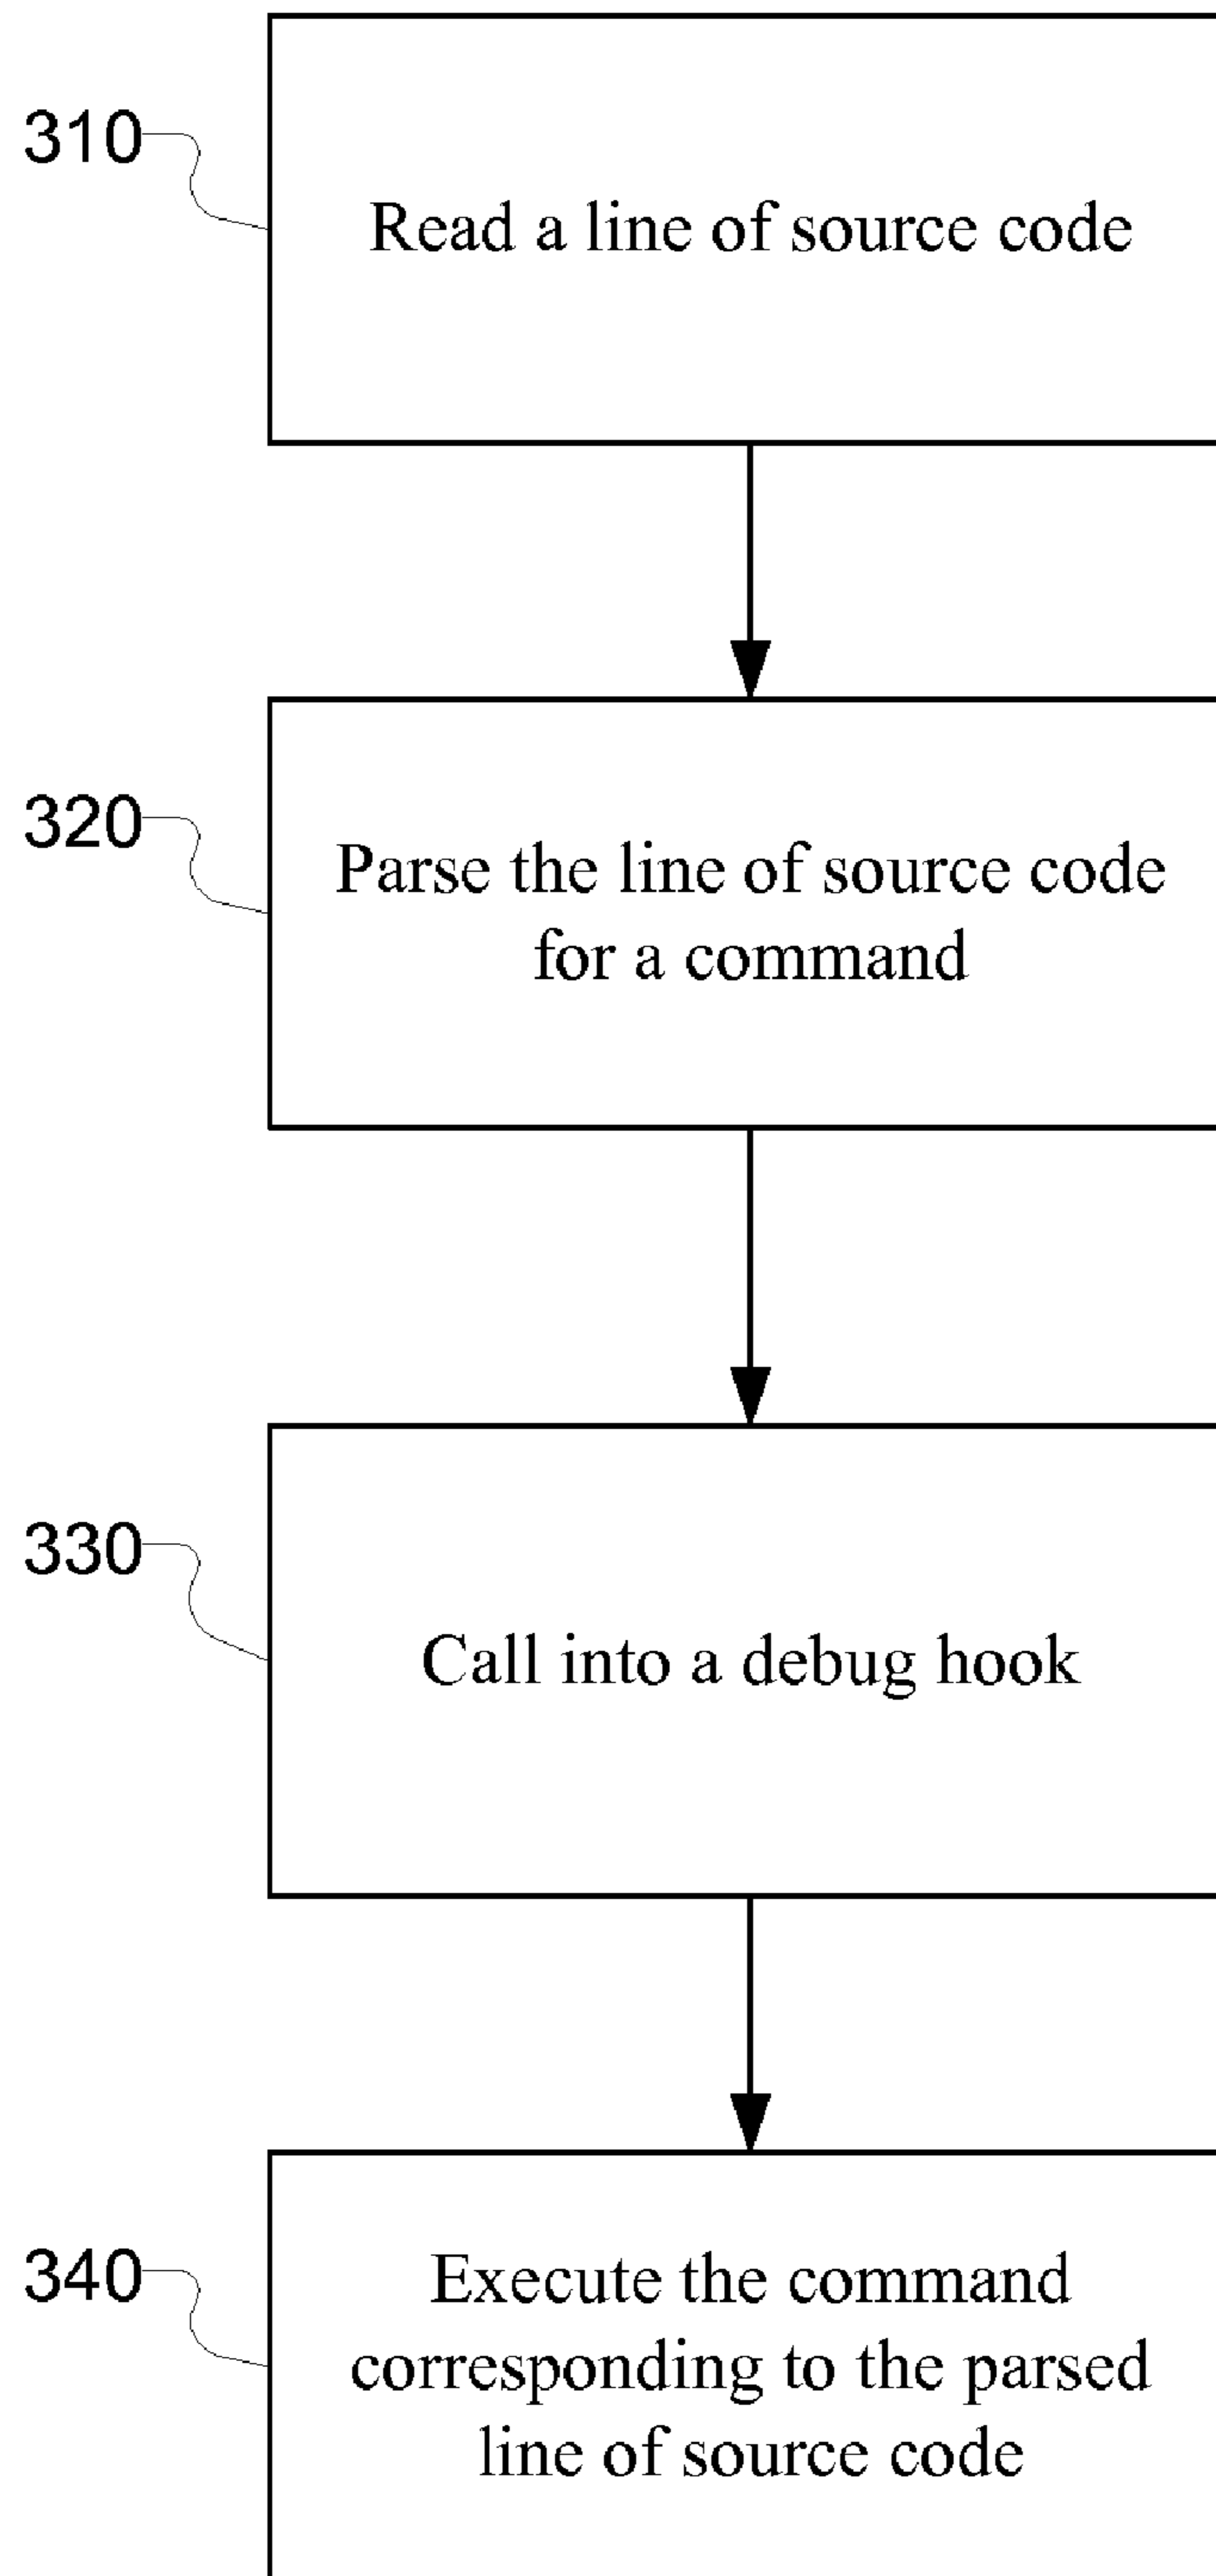 310
Read a line of source code
320
Parse the line of source code
for a command
330
Call into a debug hook
340
Execute the command
corresponding to the parsed
line of source code